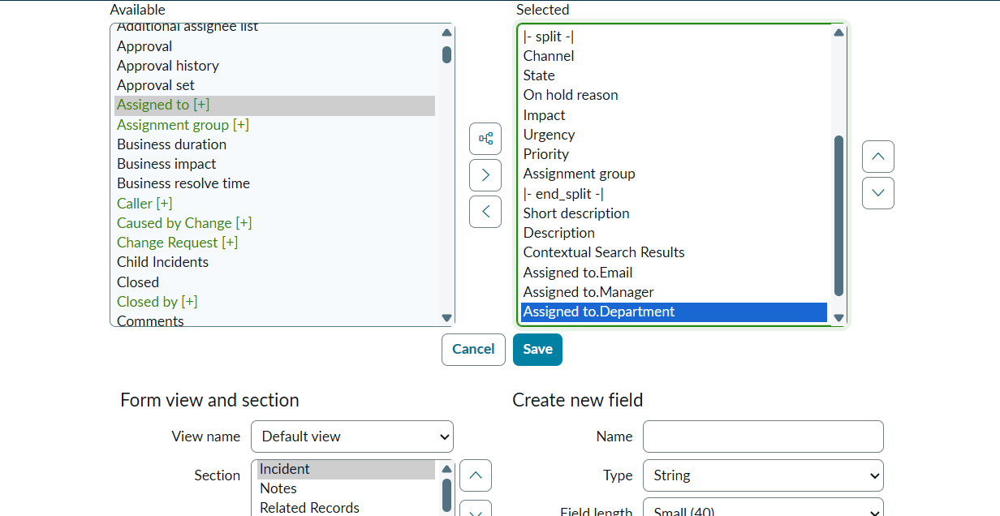 Available
Additional assignee list
Approval
Approval history
Approval set
Assigned to [+]
Assignment group [+]
Business duration
Business impact
Business resolve time
Caller [+]
Caused by Change [+]
Change Request [+]
Child Incidents
Closed
Closed by [+]
Comments
Selected
|- split -|
Channel
State
On hold reason
Impact
Urgency
Priority
Assignment group
|- end_split -|
Short description
Description
Contextual Search Results
Assigned to.Email
Assigned to.Manager
Assigned to.Department
Cancel
Save
Form view and section
View name
Default view
Section
Incident
Notes
Related Records
Create new field
Name
Type
String
Field length
Small (40)